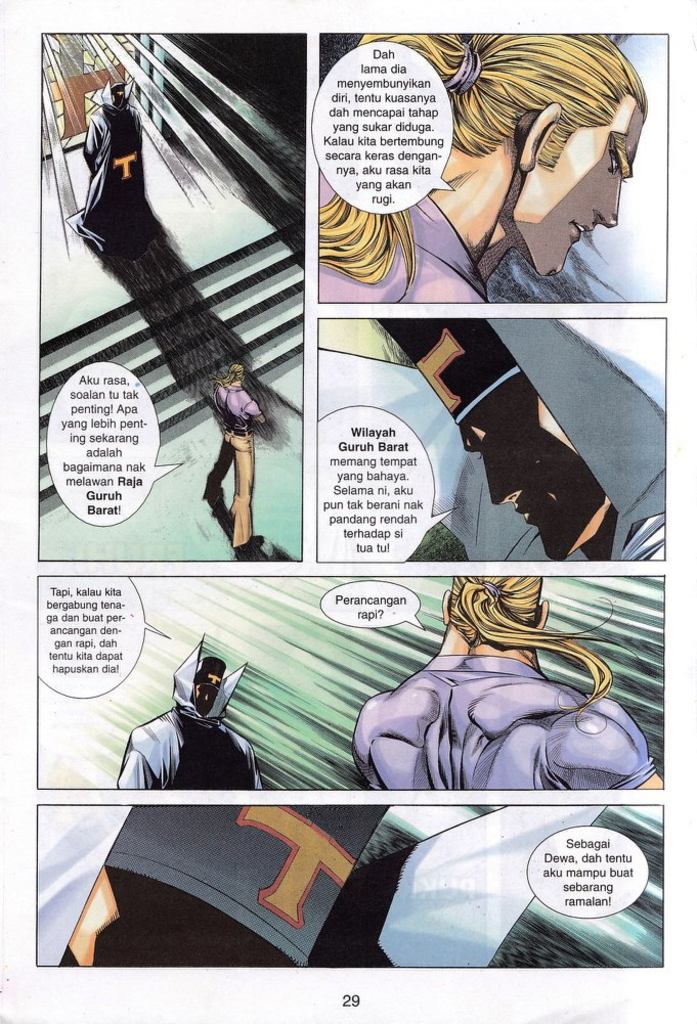 T
Aku rasa,
soalan tu tak
penting! Apa
yang lebih pent-
ing sekarang
adalah
bagaimana nak
melawan Raja
Guruh
Barat!
Dah
lama dia
menyembunyikan
diri, tentu kuasanya
dah mencapai tahap
yang sukar diduga.
Kalau kita bertembung
secara keras dengan-
nya, aku rasa kita
yang akan
rugi.
Wilayah
Guruh Barat
memang tempat
yang bahaya.
Selama ni, aku
pun tak berani nak
pandang rendah
terhadap si
tua tu!
Tapi, kalau kita
bergabung tena-
ga dan buat per-
ancangan den-
gan rapi, dah
tentu kita dapat
hapuskan dia!
Perancangan
rapi?
T
T
Sebagai
Dewa, dah tentu
aku mampu buat
sebarang
ramalan!
29